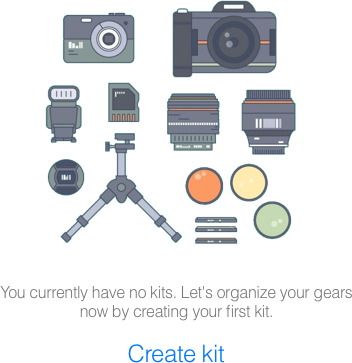 You currently have no kits. Let's organize your gears
now by creating your first kit.
Create kit